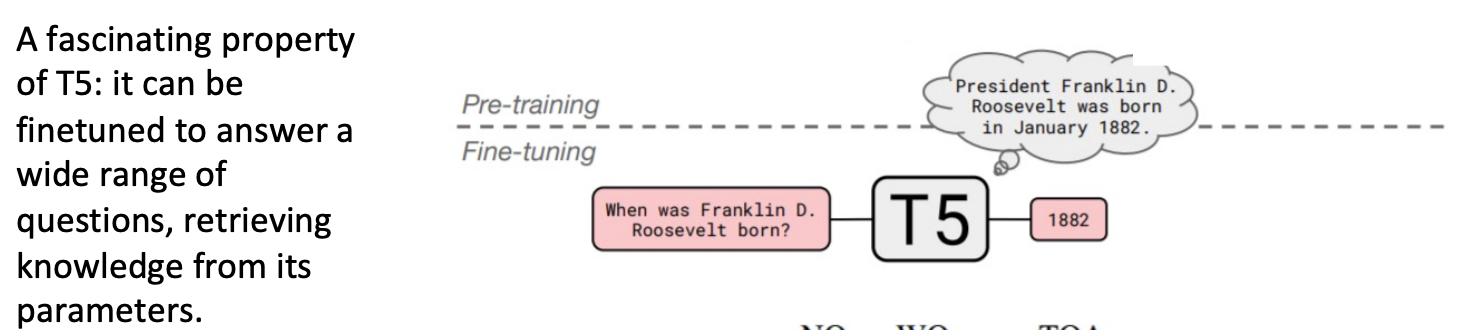 A fascinating property
of T5: it can be
finetuned to answer a
wide range of
questions, retrieving
knowledge from its
parameters.
Pre-training
Fine-tuning
President Franklin D.
Roosevelt was born
in January 1882.
When was Franklin D.
Roosevelt born?
T5
1882